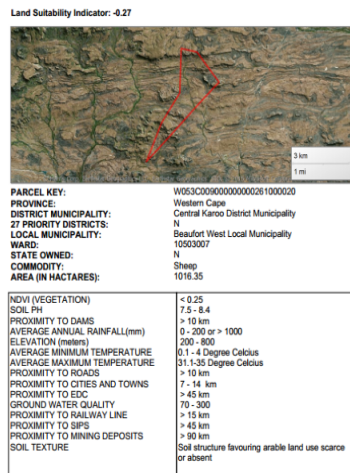 Land Suitability Indicator: -0.27
3 km
1 mi
PARCEL KEY: W053C00900000000261000020
PROVINCE: Western Cape
DISTRICT MUNICIPALITY: Central Karoo District Municipality
27 PRIORITY DISTRICTS: N
LOCAL MUNICIPALITY: Beaufort West Local Municipality
WARD: 10503007
STATE OWNED: N
COMMODITY: Sheep
AREA (IN HACTARES): 1016.35
NDVI (VEGETATION) < 0.25
SOIL PH 7.5 - 8.4
PROXIMITY TO DAMS > 10 km
AVERAGE ANNUAL RAINFALL(mm) 0 - 200 or > 1000
ELEVATION (meters) 200 - 800
AVERAGE MINIMUM TEMPERATURE 0.1 - 4 Degree Celcius
AVERAGE MAXIMUM TEMPERATURE 31.1-35 Degree Celcius
PROXIMITY TO ROADS > 10 km
PROXIMITY TO CITIES AND TOWNS 7 - 14 km
PROXIMITY TO EDC > 45 km
GROUND WATER QUALITY 70 - 300
PROXIMITY TO RAILWAY LINE > 15 km
PROXIMITY TO SIPS > 45 km
PROXIMITY TO MINING DEPOSITS > 90 km
SOIL TEXTURE Soil structure favouring arable land use scarce
or absent